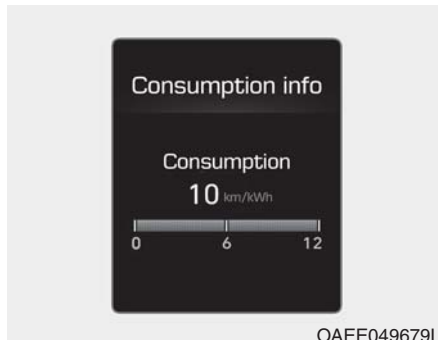 Consumption info
Consumption
10 km/kWh
0 6 12
OAEE049679L